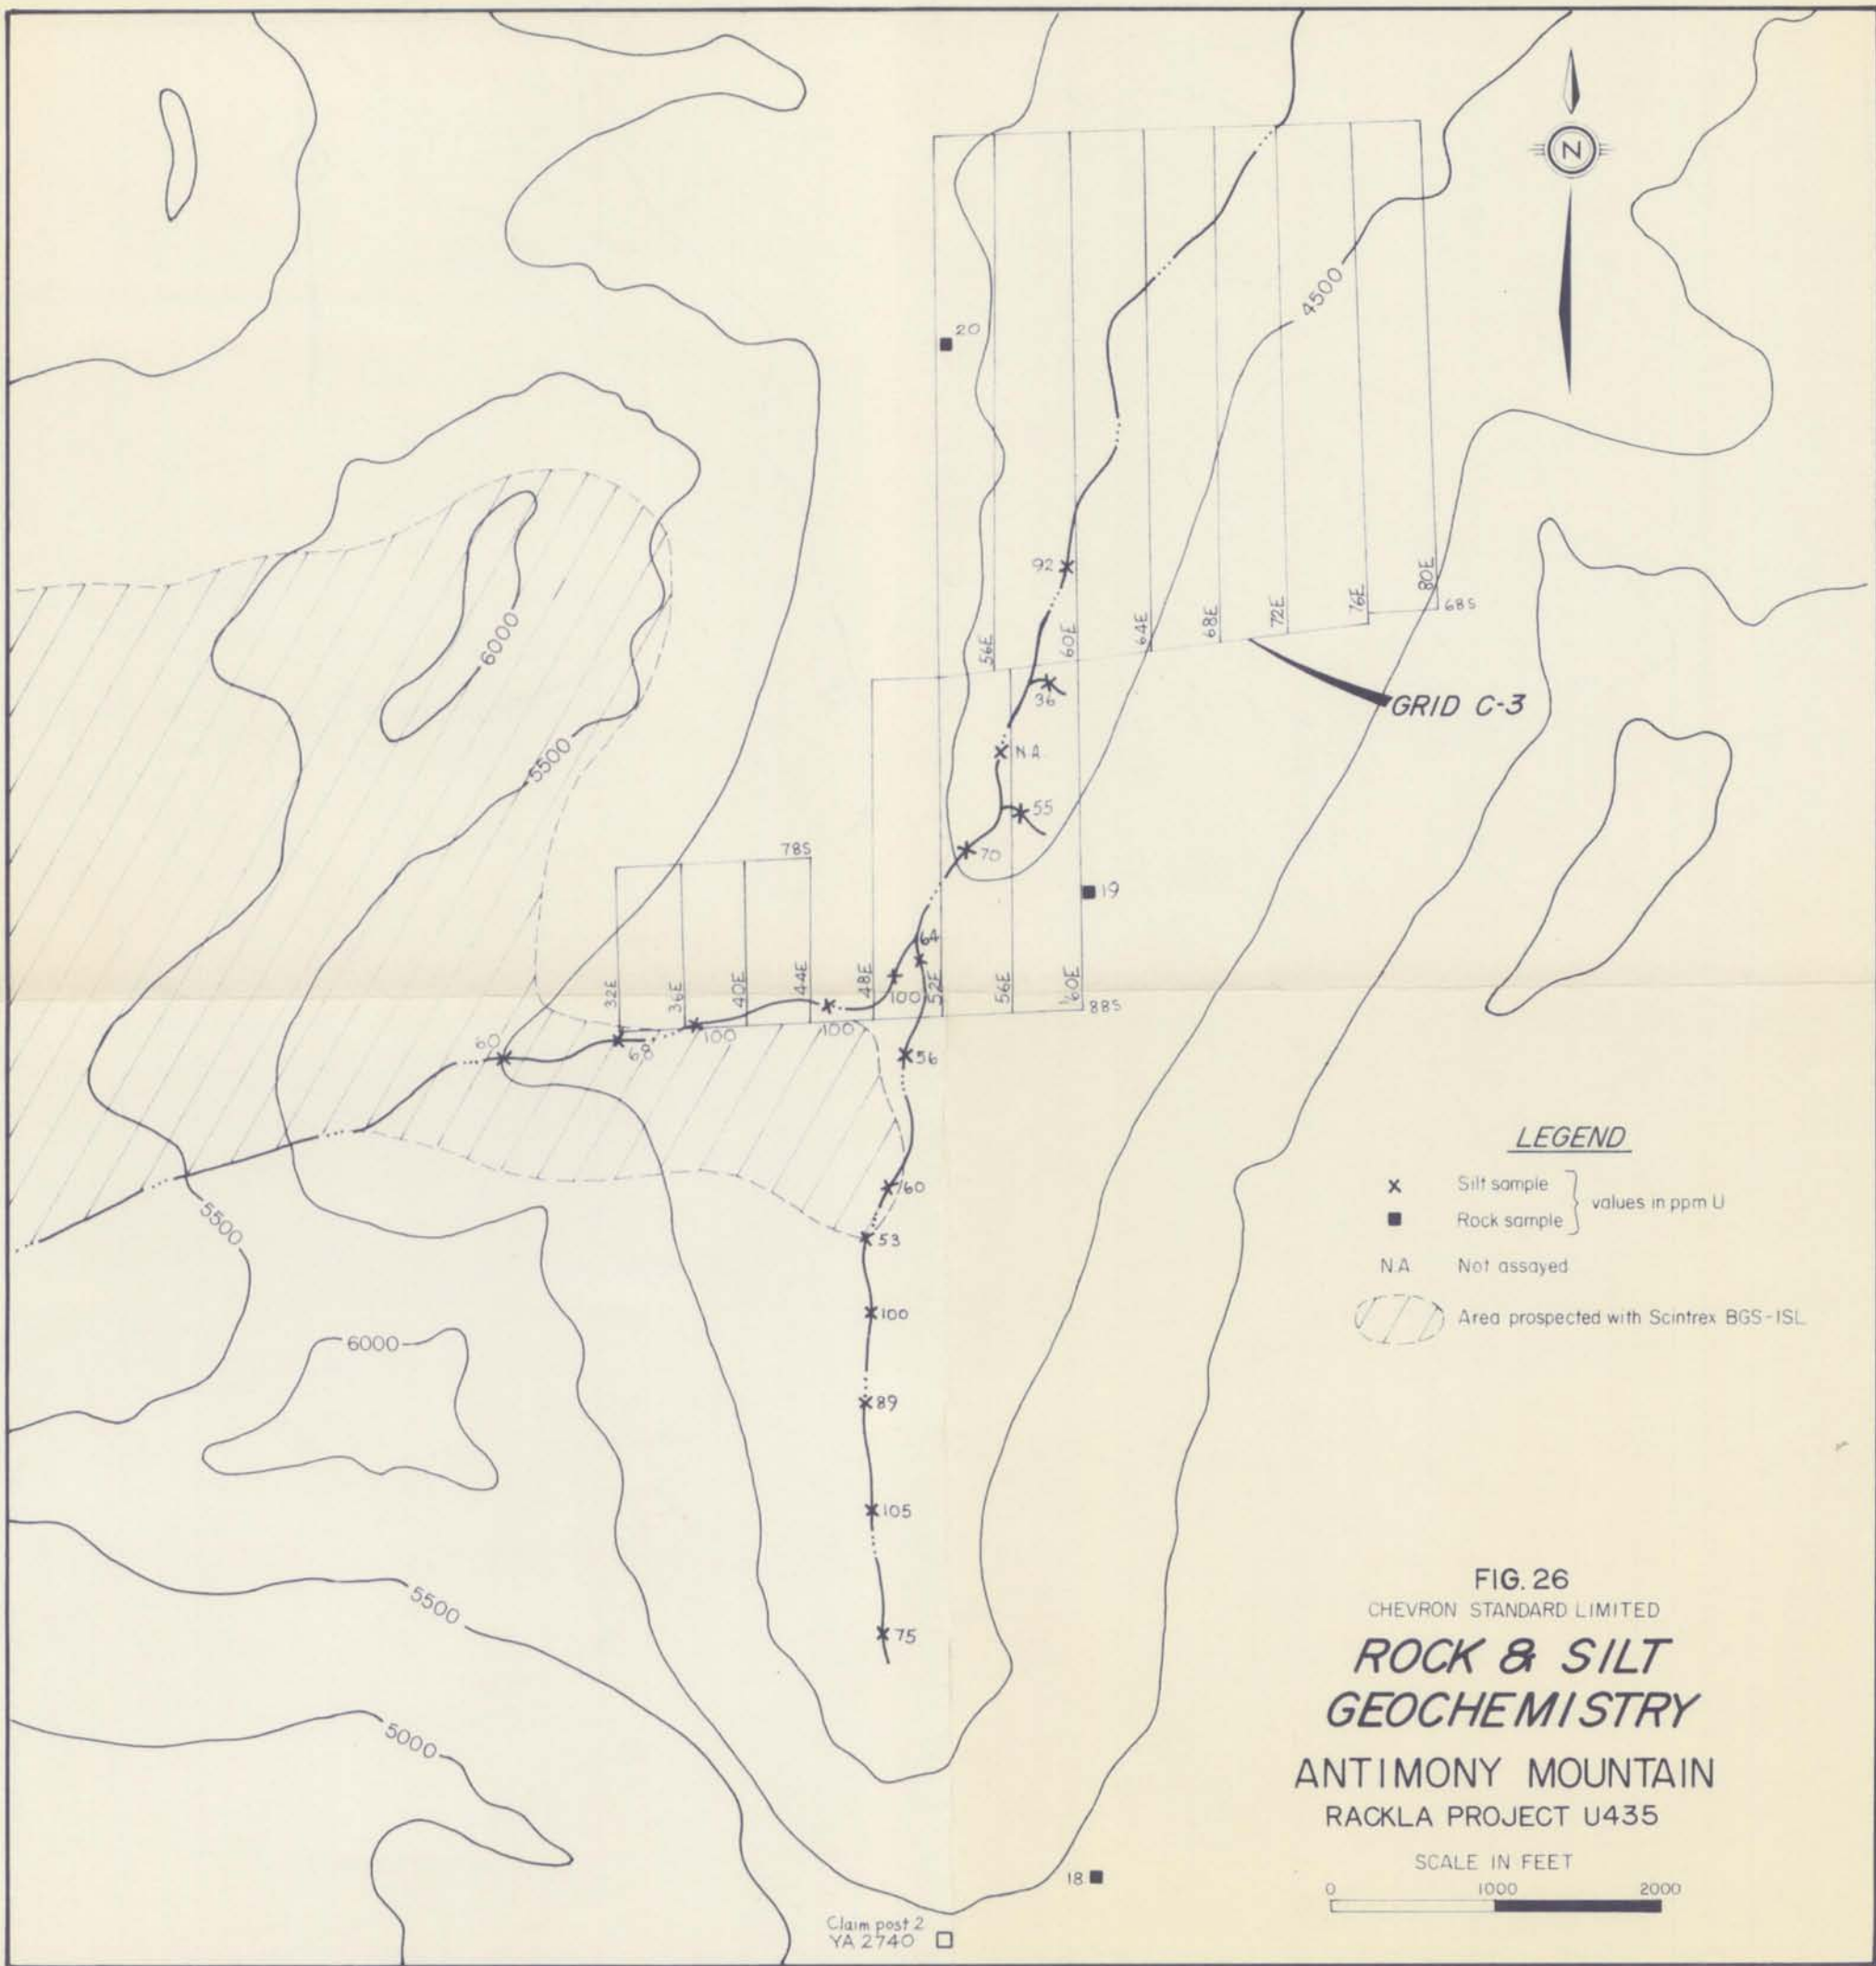 N
4500
20
92
80E
76E
72E
68E
64E
60E
56E
68S
6000
36
GRID C-3
N.A.
5500
55
70
78S
19
64
32E
36E
40E
44E
48E
52E
56E
60E
100
88S
60
68
100
100
56
LEGEND
Silt sample
Rock sample
values in ppm U
N.A Not assayed
Area prospected with Scintrex BGS-ISL
60
5500
53
100
6000
89
105
5500
75
5000
FIG. 26
CHEVRON STANDARD LIMITED
ROCK & SILT
GEOCHEMISTRY
ANTIMONY MOUNTAIN
RACKLA PROJECT U435
SCALE IN FEET
0 1000 2000
18
Claim post 2
YA 2740